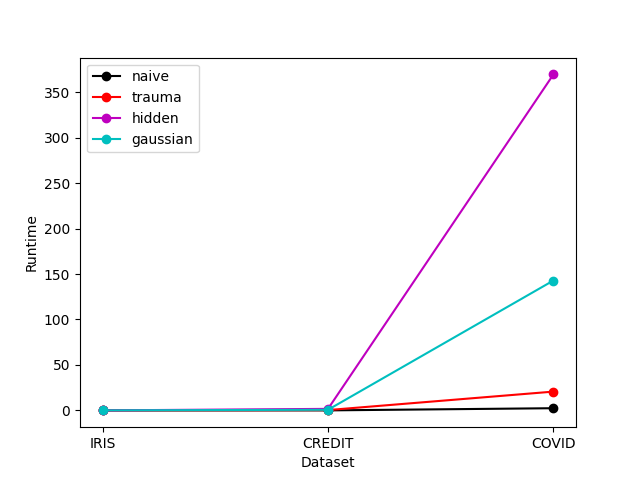 naive
trauma
hidden
gaussian
350
300
250
200
150
100
50
0
Runtime
IRIS CREDIT COVID
Dataset